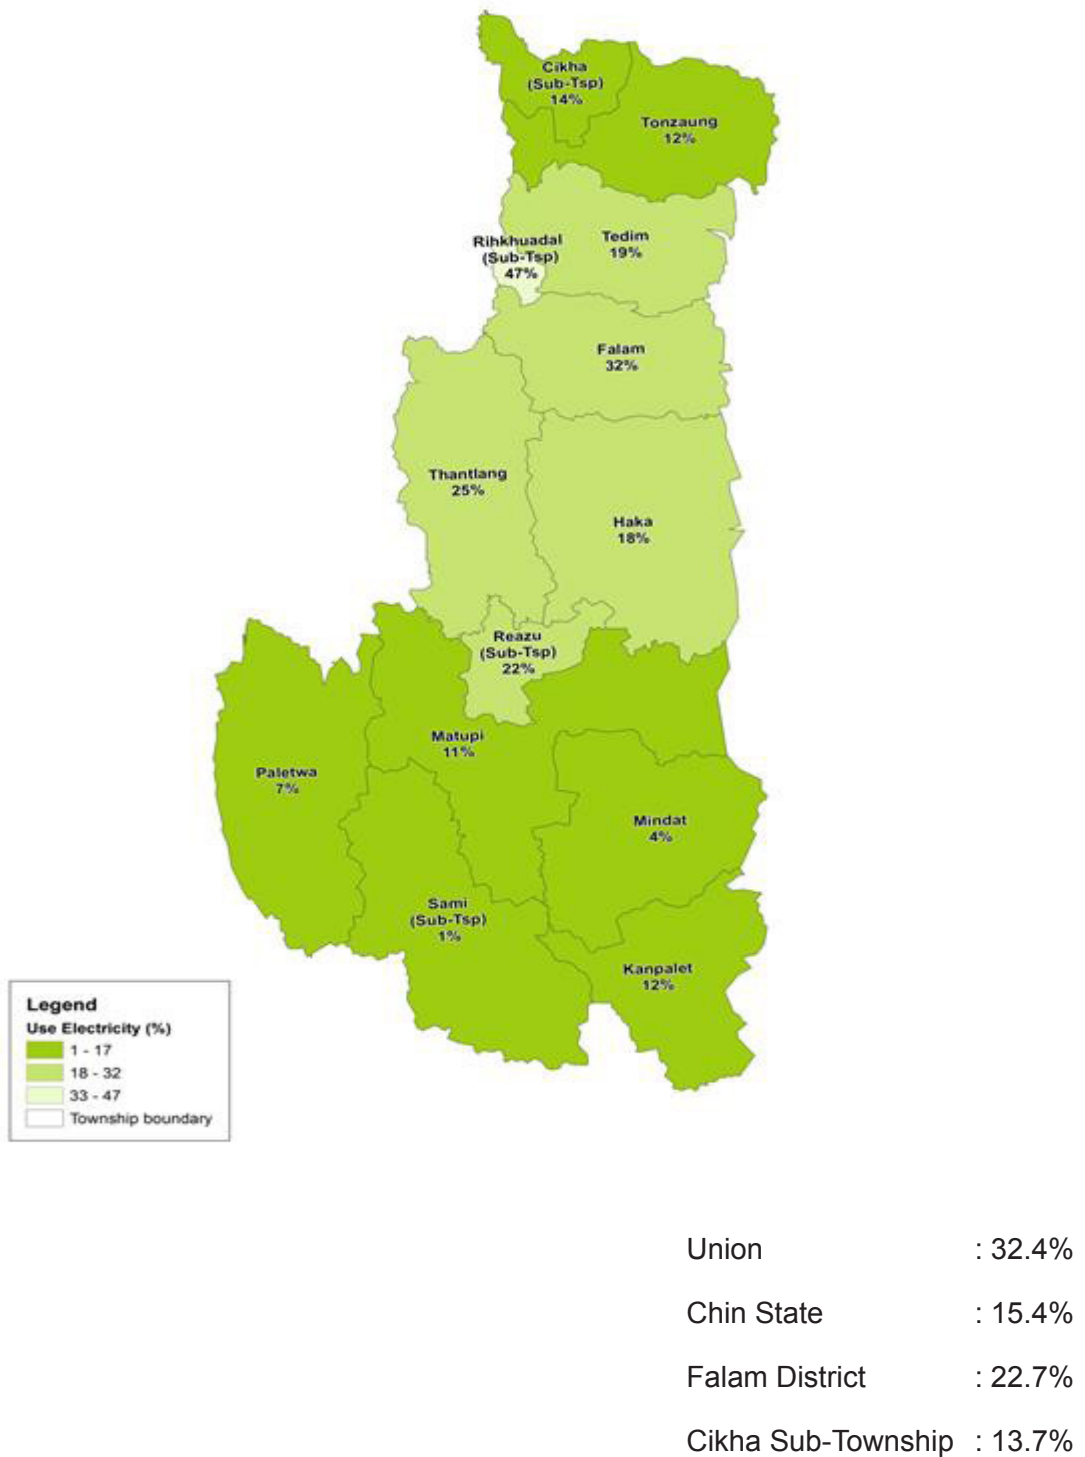 Cikha
(Sub-Tsp)
14%
Tonzaung
12%
Rihkhuadal
(Sub-Tsp)
47%
Tedim
19%
Falam
32%
Thantlang
25%
Haka
18%
Reazu
(Sub-Tsp)
22%
Matupi
11%
Paletwa
7%
Mindat
4%
Sami
(Sub-Tsp)
1%
Kanpalet
12%
Legend
Use Electricity (%)
1 - 17
18 - 32
33 - 47
Township boundary
Union : 32.4%
Chin State : 15.4%
Falam District : 22.7%
Cikha Sub-Township : 13.7%